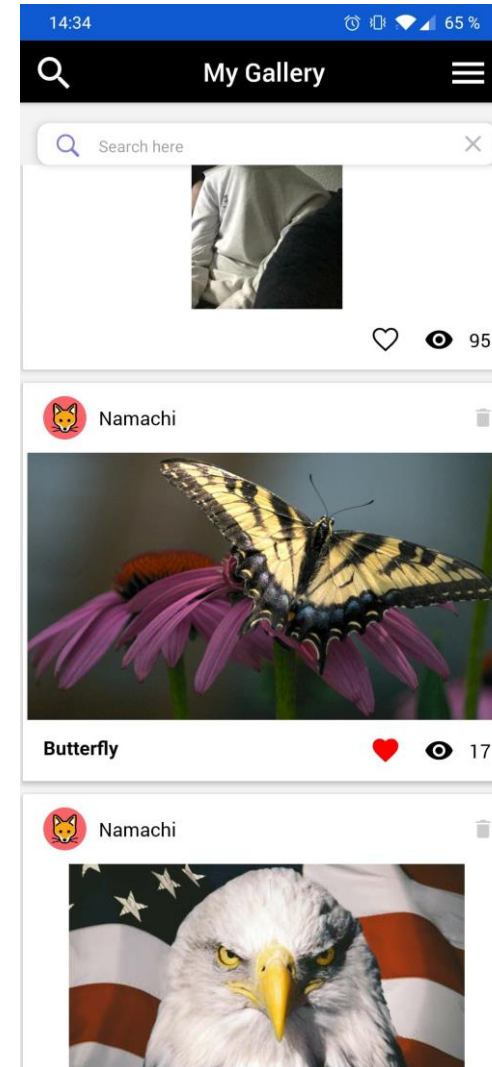 14:34 65 %
My Gallery
Search here
95
Namachi
Butterfly 17
Namachi